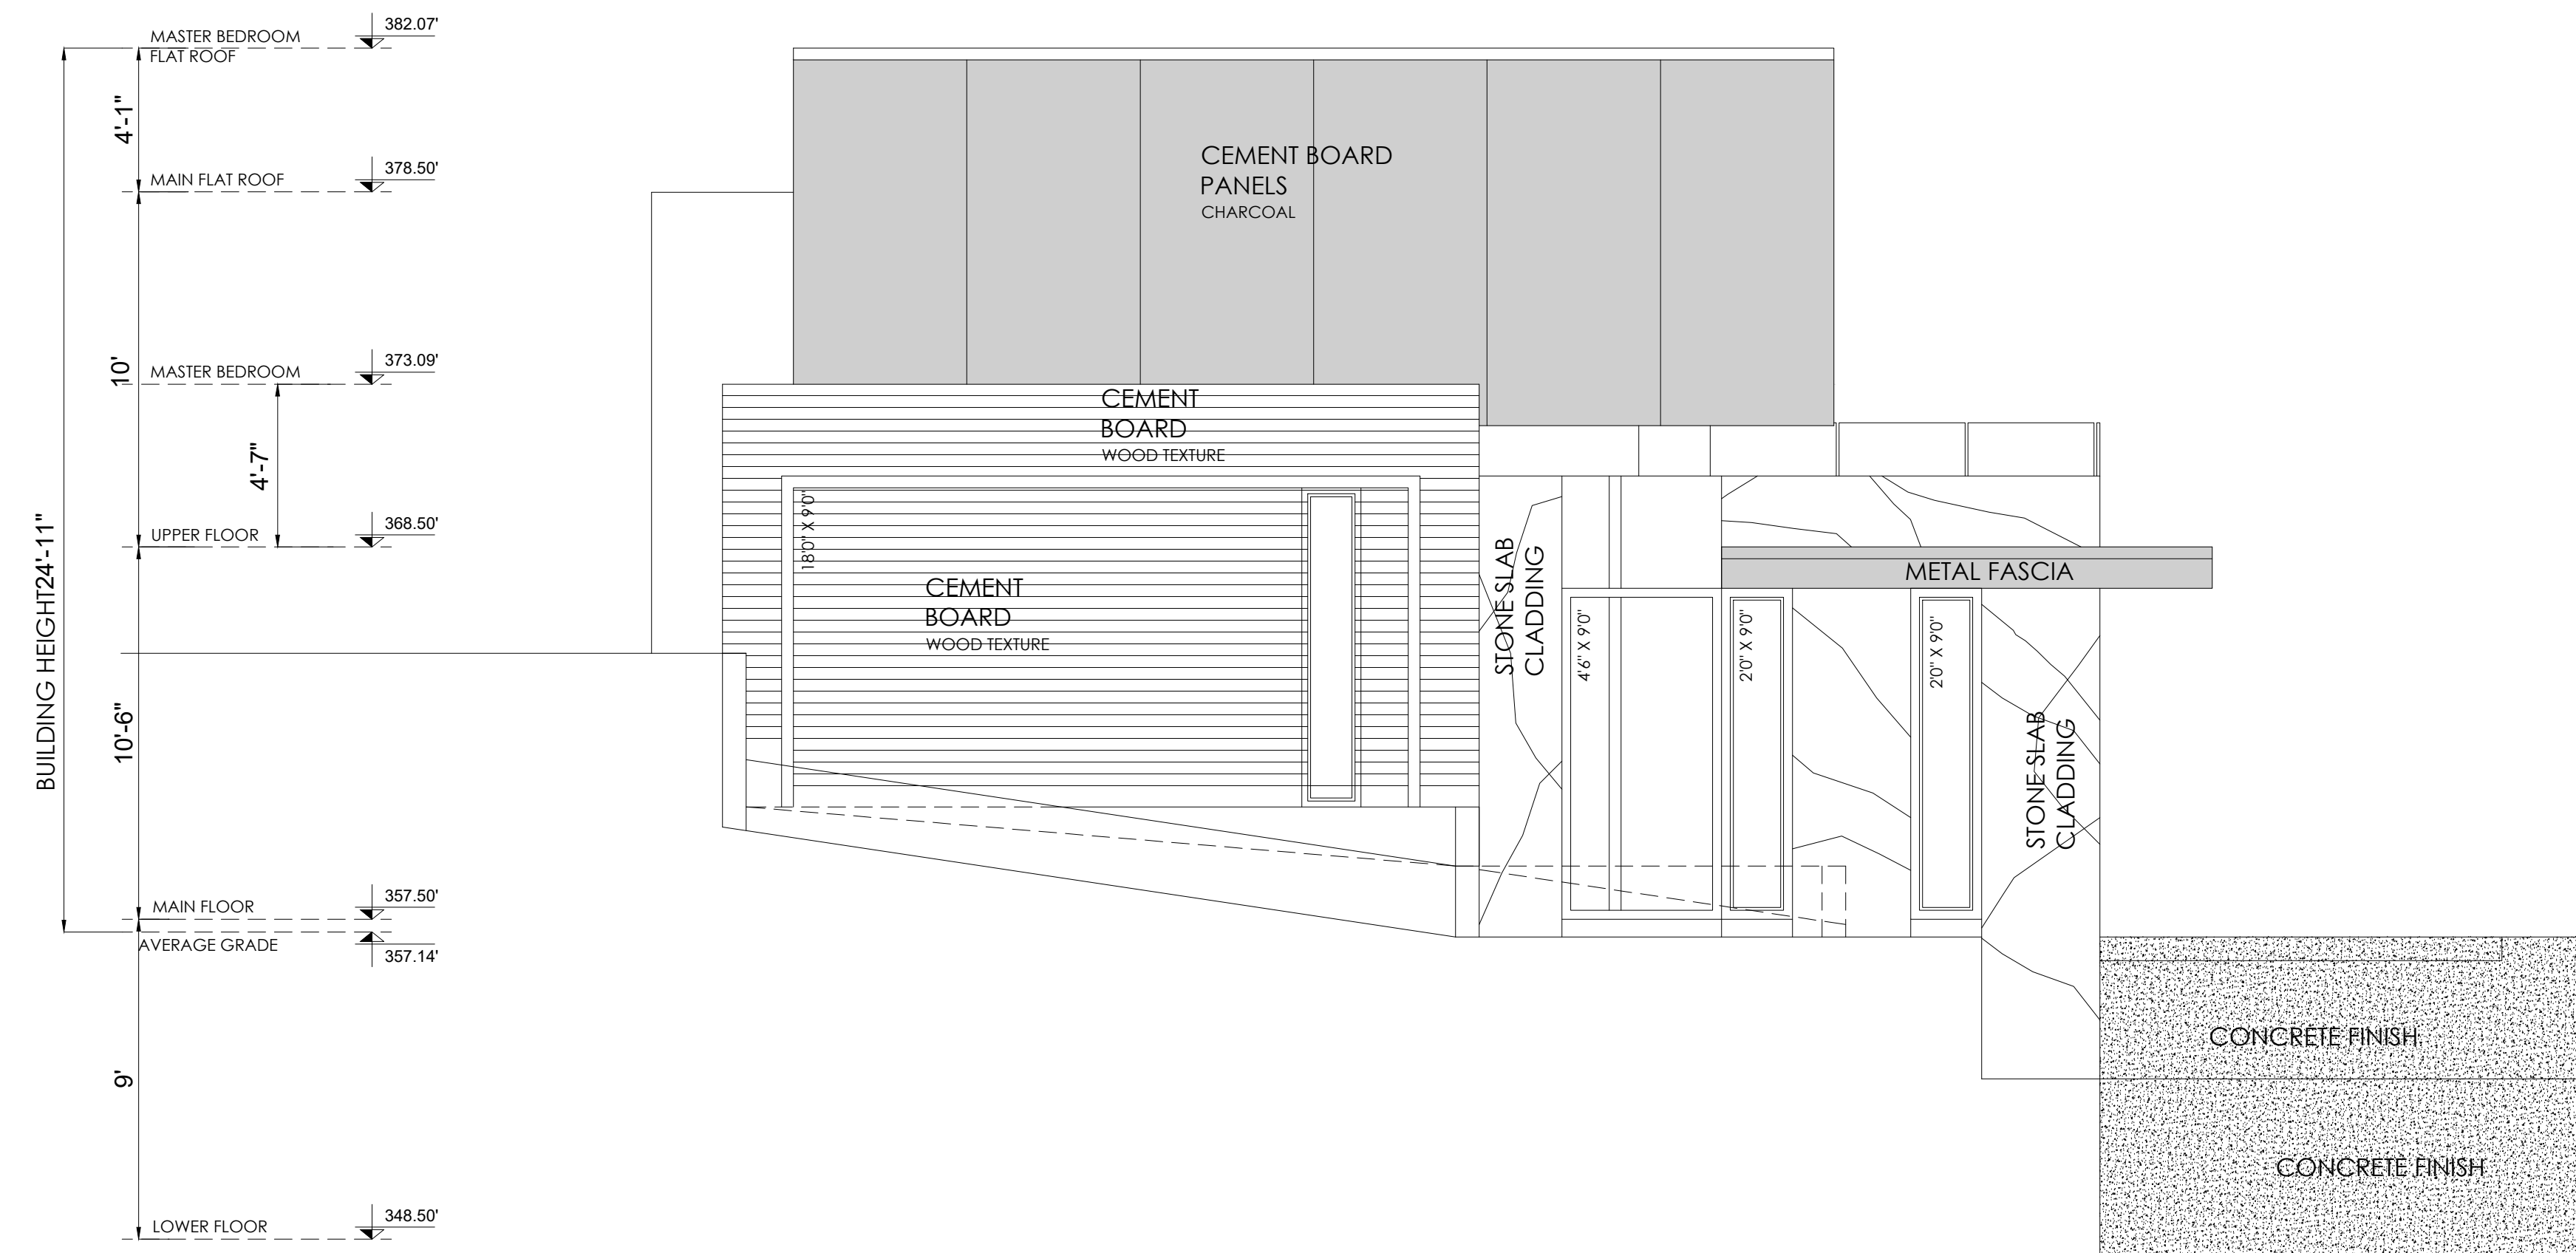 MASTER BEDROOM
FLAT ROOF
382.07'
4'-1"
MAIN FLAT ROOF
378.50'
10'
MASTER BEDROOM
373.09'
4'-7"
UPPER FLOOR
368.50'
BUILDING HEIGHT24'-11"
10'-6"
MAIN FLOOR
357.50'
AVERAGE GRADE
357.14'
9'
LOWER FLOOR
348.50'
CEMENT BOARD
PANELS
CHARCOAL
CEMENT
BOARD
WOOD TEXTURE
18'0" X 9'0"
CEMENT
BOARD
WOOD TEXTURE
STONE SLAB
CLADDING
4'6" X 9'0"
2'0" X 9'0"
METAL FASCIA
2'0" X 9'0"
STONE SLAB
CLADDING
CONCRETE FINISH
CONCRETE FINISH